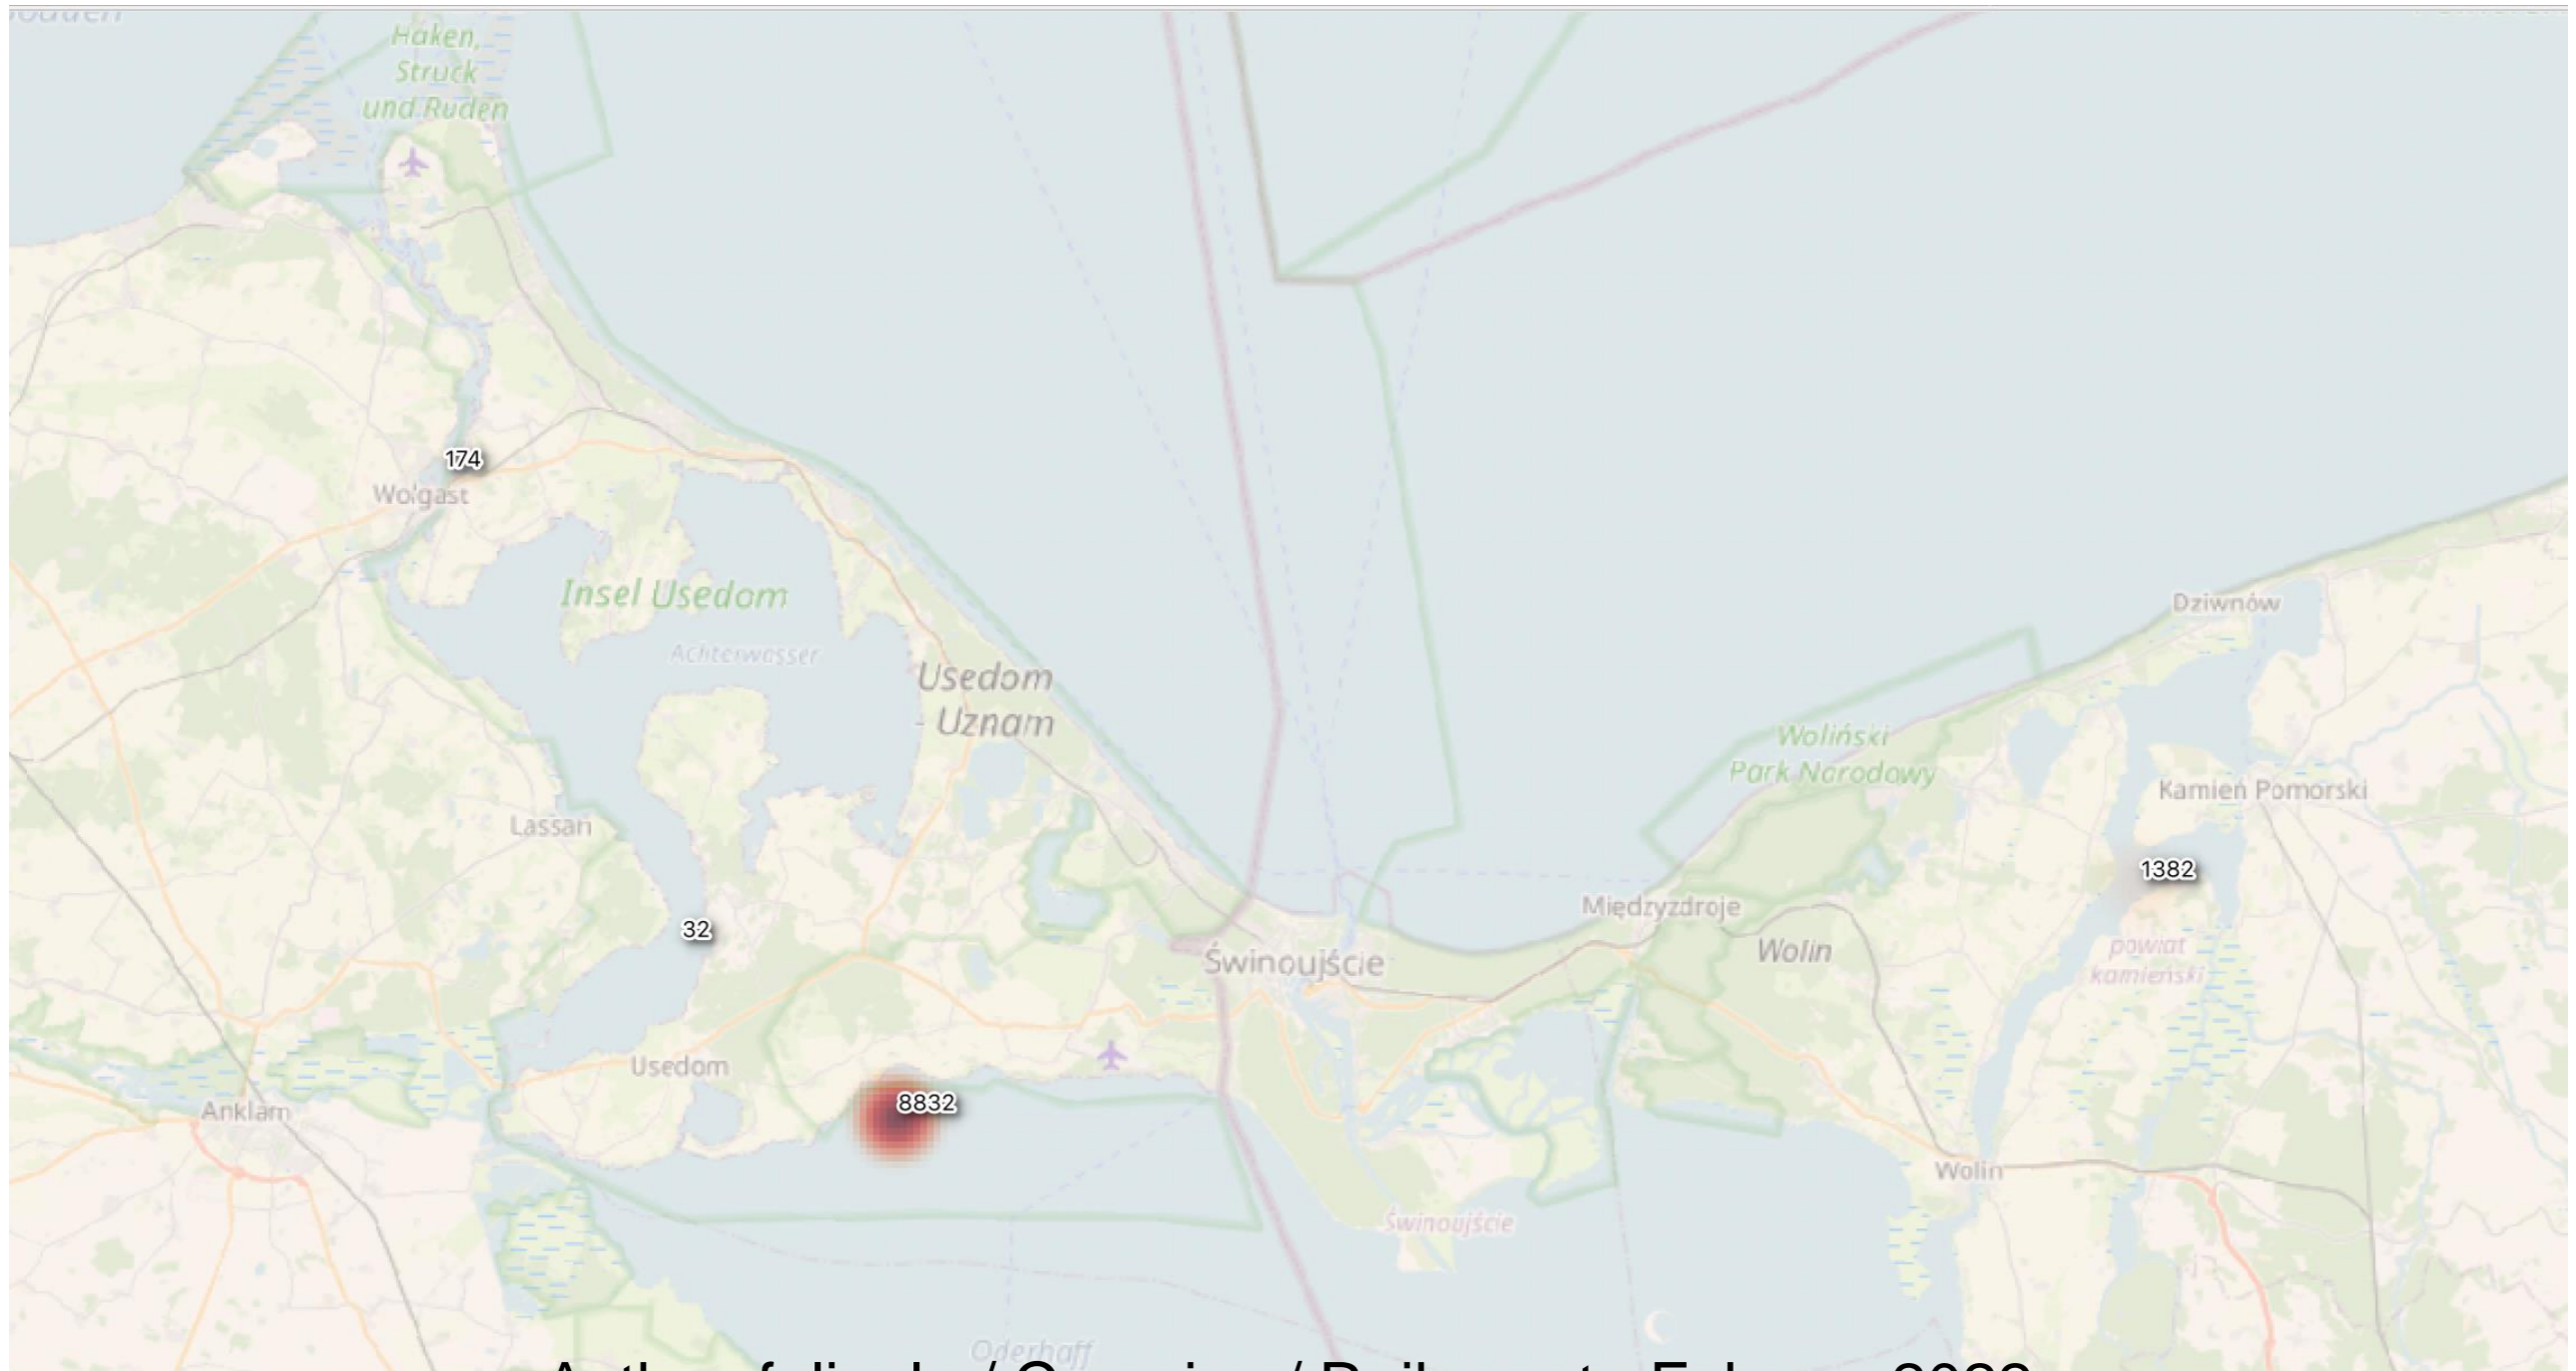 Haken,
Struck
und Ruden
174
Wolgast
Insel Usedom
Achterwasser
Usedom
- Uznam
Dziwnów
Woliński
Park Narodowy
Kamień Pomorski
Lassan
1382
Międzyzdroje
32
Wolin
powiat
kamieński
Świnoujście
Usedom
8832
Anklam
Wolin
Świnoujście
Oderhaff